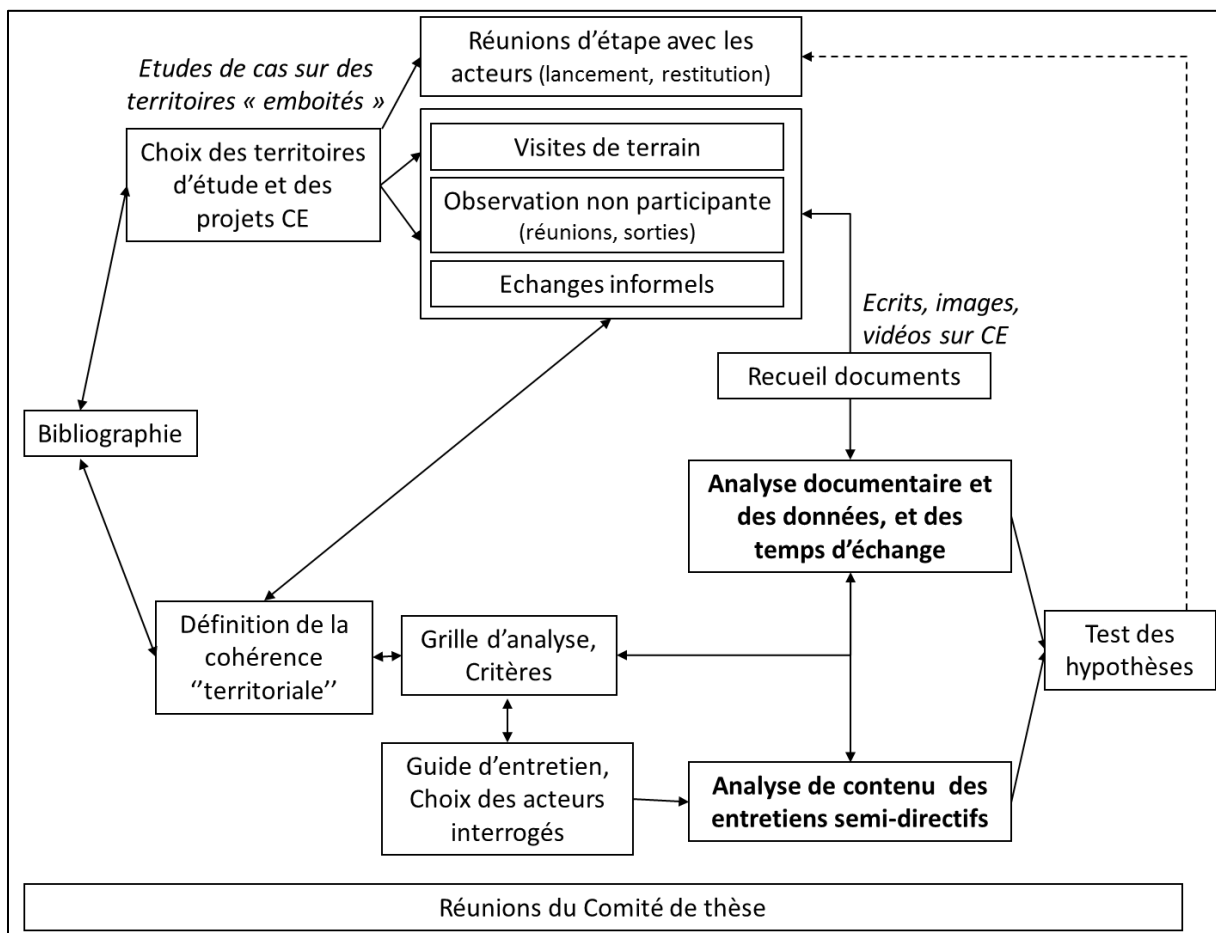 Réunions d’étape avec les
acteurs (lancement, restitution)
Etudes de cas sur des
territoires « emboités »
Choix des territoires
d’étude et des
projets CE
Visites de terrain
Observation non participante
(réunions, sorties)
Echanges informels
Ecrits, images,
vidéos sur CE
Recueil documents
Bibliographie
Analyse documentaire et
des données, et des
temps d’échange
Définition de la
cohérence
‘’territoriale’’
Grille d’analyse,
Critères
Test des
hypothèses
Guide d’entretien,
Choix des acteurs
interrogés
Analyse de contenu des
entretiens semi-directifs
Réunions du Comité de thèse